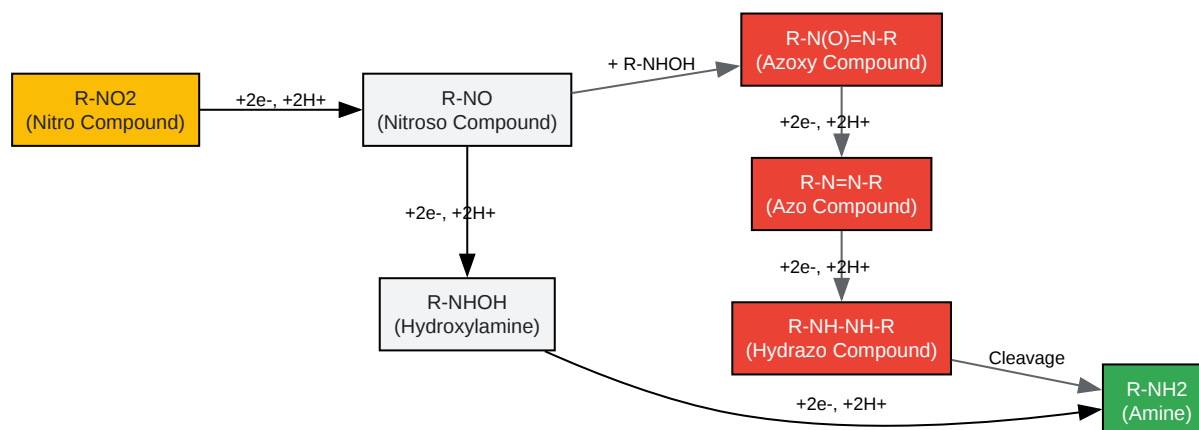 R-NO2
(Nitro Compound)
+2e-, +2H+
R-NO
(Nitroso Compound)
+ R-NHOH
R-N(O)=N-R
(Azoxy Compound)
+2e-, +2H+
R-N=N-R
(Azo Compound)
+2e-, +2H+
R-NHOH
(Hydroxylamine)
+2e-, +2H+
R-NH-NH-R
(Hydrazo Compound)
Cleavage
+2e-, +2H+
R-NH2
(Amine)